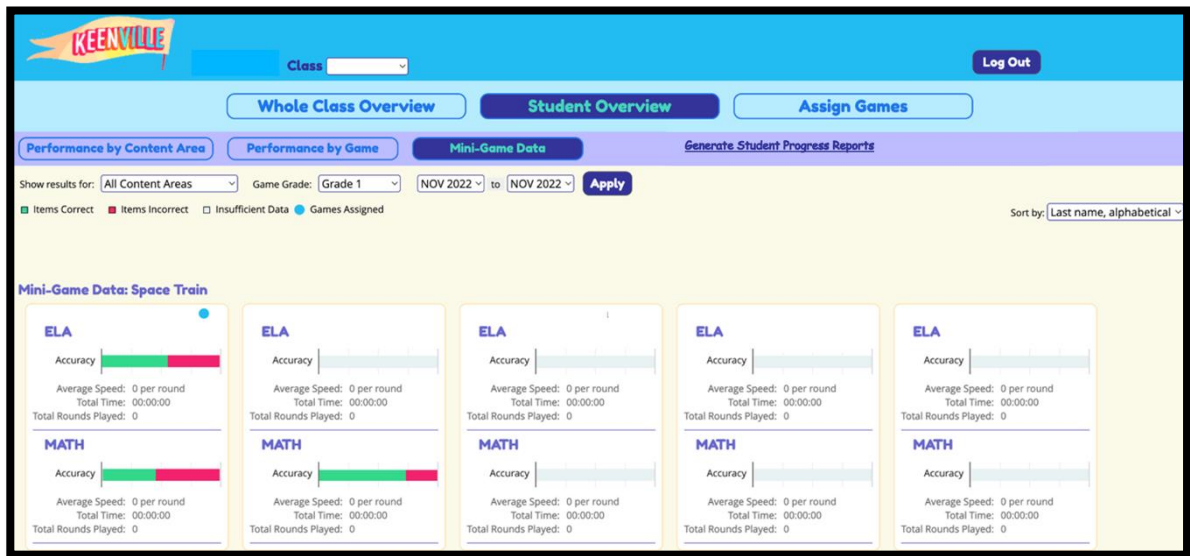 KEENVILLE
Class
Log Out
Whole Class Overview Student Overview Assign Games
Performance by Content Area Performance by Game Mini-Game Data Generate Student Progress Reports
Show results for: All Content Areas Game Grade: Grade 1 NOV 2022 to NOV 2022 Apply
Items Correct Items Incorrect Insufficient Data Games Assigned
Sort by: Last name, alphabetical
Mini-Game Data: Space Train
ELA ELA ELA ELA ELA
Accuracy Accuracy Accuracy Accuracy Accuracy
Average Speed: 0 per round Average Speed: 0 per round Average Speed: 0 per round Average Speed: 0 per round Average Speed: 0 per round
Total Time: 00:00:00 Total Time: 00:00:00 Total Time: 00:00:00 Total Time: 00:00:00 Total Time: 00:00:00
Total Rounds Played: 0 Total Rounds Played: 0 Total Rounds Played: 0 Total Rounds Played: 0 Total Rounds Played: 0
MATH MATH MATH MATH MATH
Accuracy Accuracy Accuracy Accuracy Accuracy
Average Speed: 0 per round Average Speed: 0 per round Average Speed: 0 per round Average Speed: 0 per round Average Speed: 0 per round
Total Time: 00:00:00 Total Time: 00:00:00 Total Time: 00:00:00 Total Time: 00:00:00 Total Time: 00:00:00
Total Rounds Played: 0 Total Rounds Played: 0 Total Rounds Played: 0 Total Rounds Played: 0 Total Rounds Played: 0